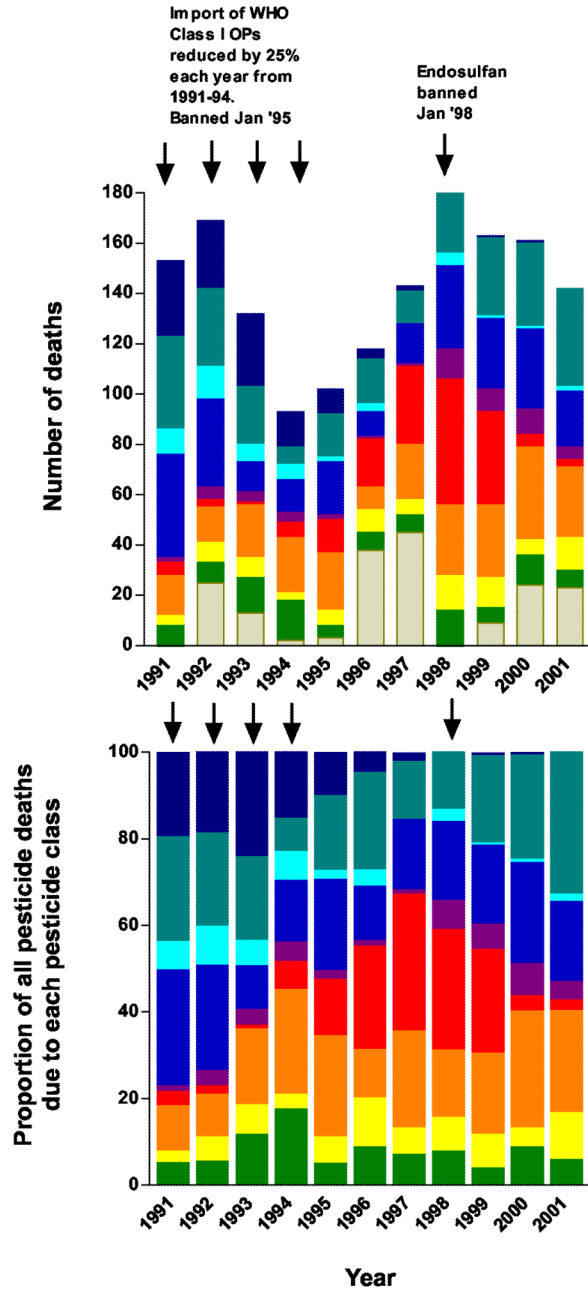 Import of WHO
Class I OPs
reduced by 25%
each year from
1991-94.
Banned Jan '95
Endosulfan
banned
Jan '98
Number of deaths
180
160
140
120
100
80
60
40
20
0
1991 1992 1993 1994 1995 1996 1997 1998 1999 2000 2001
Proportion of all pesticide deaths
due to each pesticide class
100
80
60
40
20
0
1991 1992 1993 1994 1995 1996 1997 1998 1999 2000 2001
Year